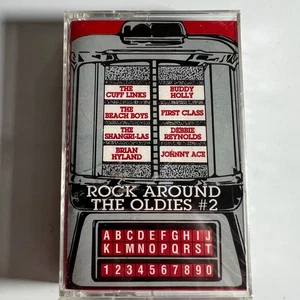 THE
CUFF LINKS
BUDDY
HOLLY
THE
BEACH BOYS
FIRST CLASS
THE
SHANGRI-LAS
DEBBIE
REYNOLDS
BRIAN
HYLAND
JOHNNY ACE
ROCK AROUND
THE OLDIES #2
ABCDEFGHIJ
KLMNOPQRST
1234567890